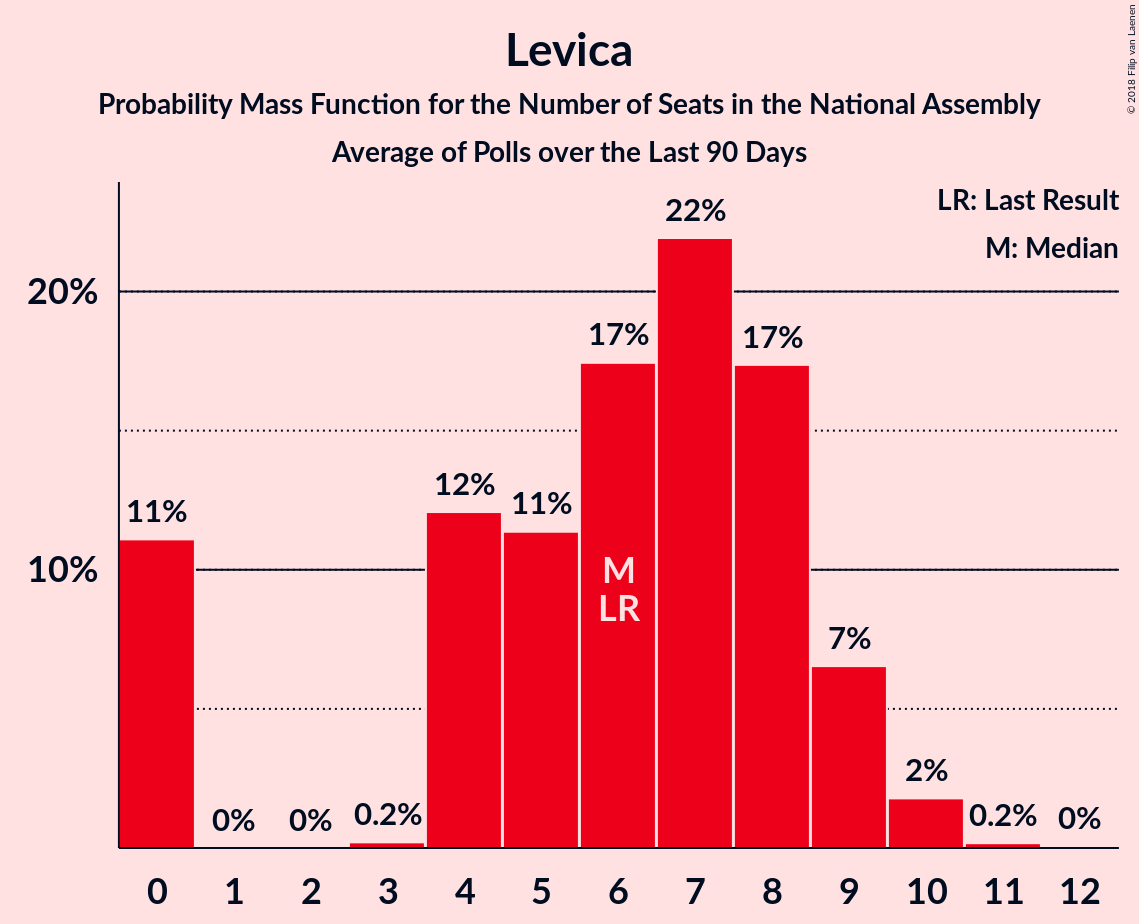 Levica
Probability Mass Function for the Number of Seats in the National Assembly
Average of Polls over the Last 90 Days
© 2018 Filip van Laenen
LR: Last Result
M: Median
20%
10%
11%
0%
0%
0.2%
12%
11%
17%
22%
17%
7%
2%
0.2%
0%
M
LR
0 1 2 3 4 5 6 7 8 9 10 11 12